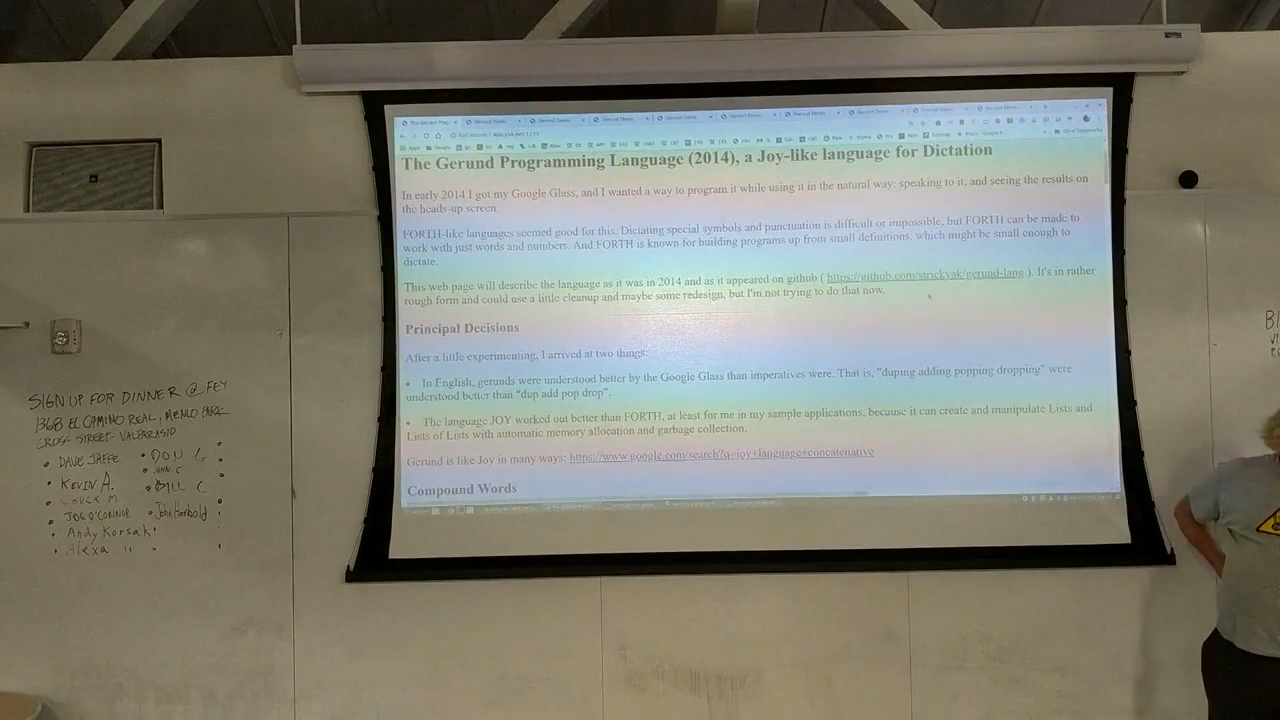 The Gerund Programming Language (2014), a Joy-like language for Dictation
In early 2014 I got my Google Glass, and I wanted a way to program it while using it in the natural way: speaking to it, and seeing the results on
the heads-up screen.
FORTH-like languages seemed good for this. Dictating special symbols and punctuation is difficult or impossible, but FORTH can be made to
work with just words and numbers. And FORTH is known for building programs up from small definitions, which might be small enough to
dictate.
This web page will describe the language as it was in 2014 and as it appeared on github ( https://github.com/strickyak/gerund-lang ). It's in rather
rough form and could use a little cleanup and maybe some redesign, but I'm not trying to do that now.
Principal Decisions
After a little experimenting, I arrived at two things:
• In English, gerunds were understood better by the Google Glass than imperatives were. That is, "duping adding poppung dropping" were
understood better than "dup add pop drop".
• The language JOY worked out better than FORTH, at least for me in my sample applications, because it can create and manipulate Lists and
Lists of Lists with automatic memory allocation and garbage collection.
Gerund is like Joy in many ways: https://www.google.com/search?q=joy+language+concatenative
Compound Words
SIGN UP FOR DINNER @ FEY
1368 EL CAMINO REAL, MENLO PARK
CROSS STREET - VALPARASIO
• DAVE JAFFE
• KEVIN A.
• CHUCK M
• JOE O'CONNOR
• Andy Korsak
• Alexa "
• DON
• JOHN C
• BILL C
• John Herbold